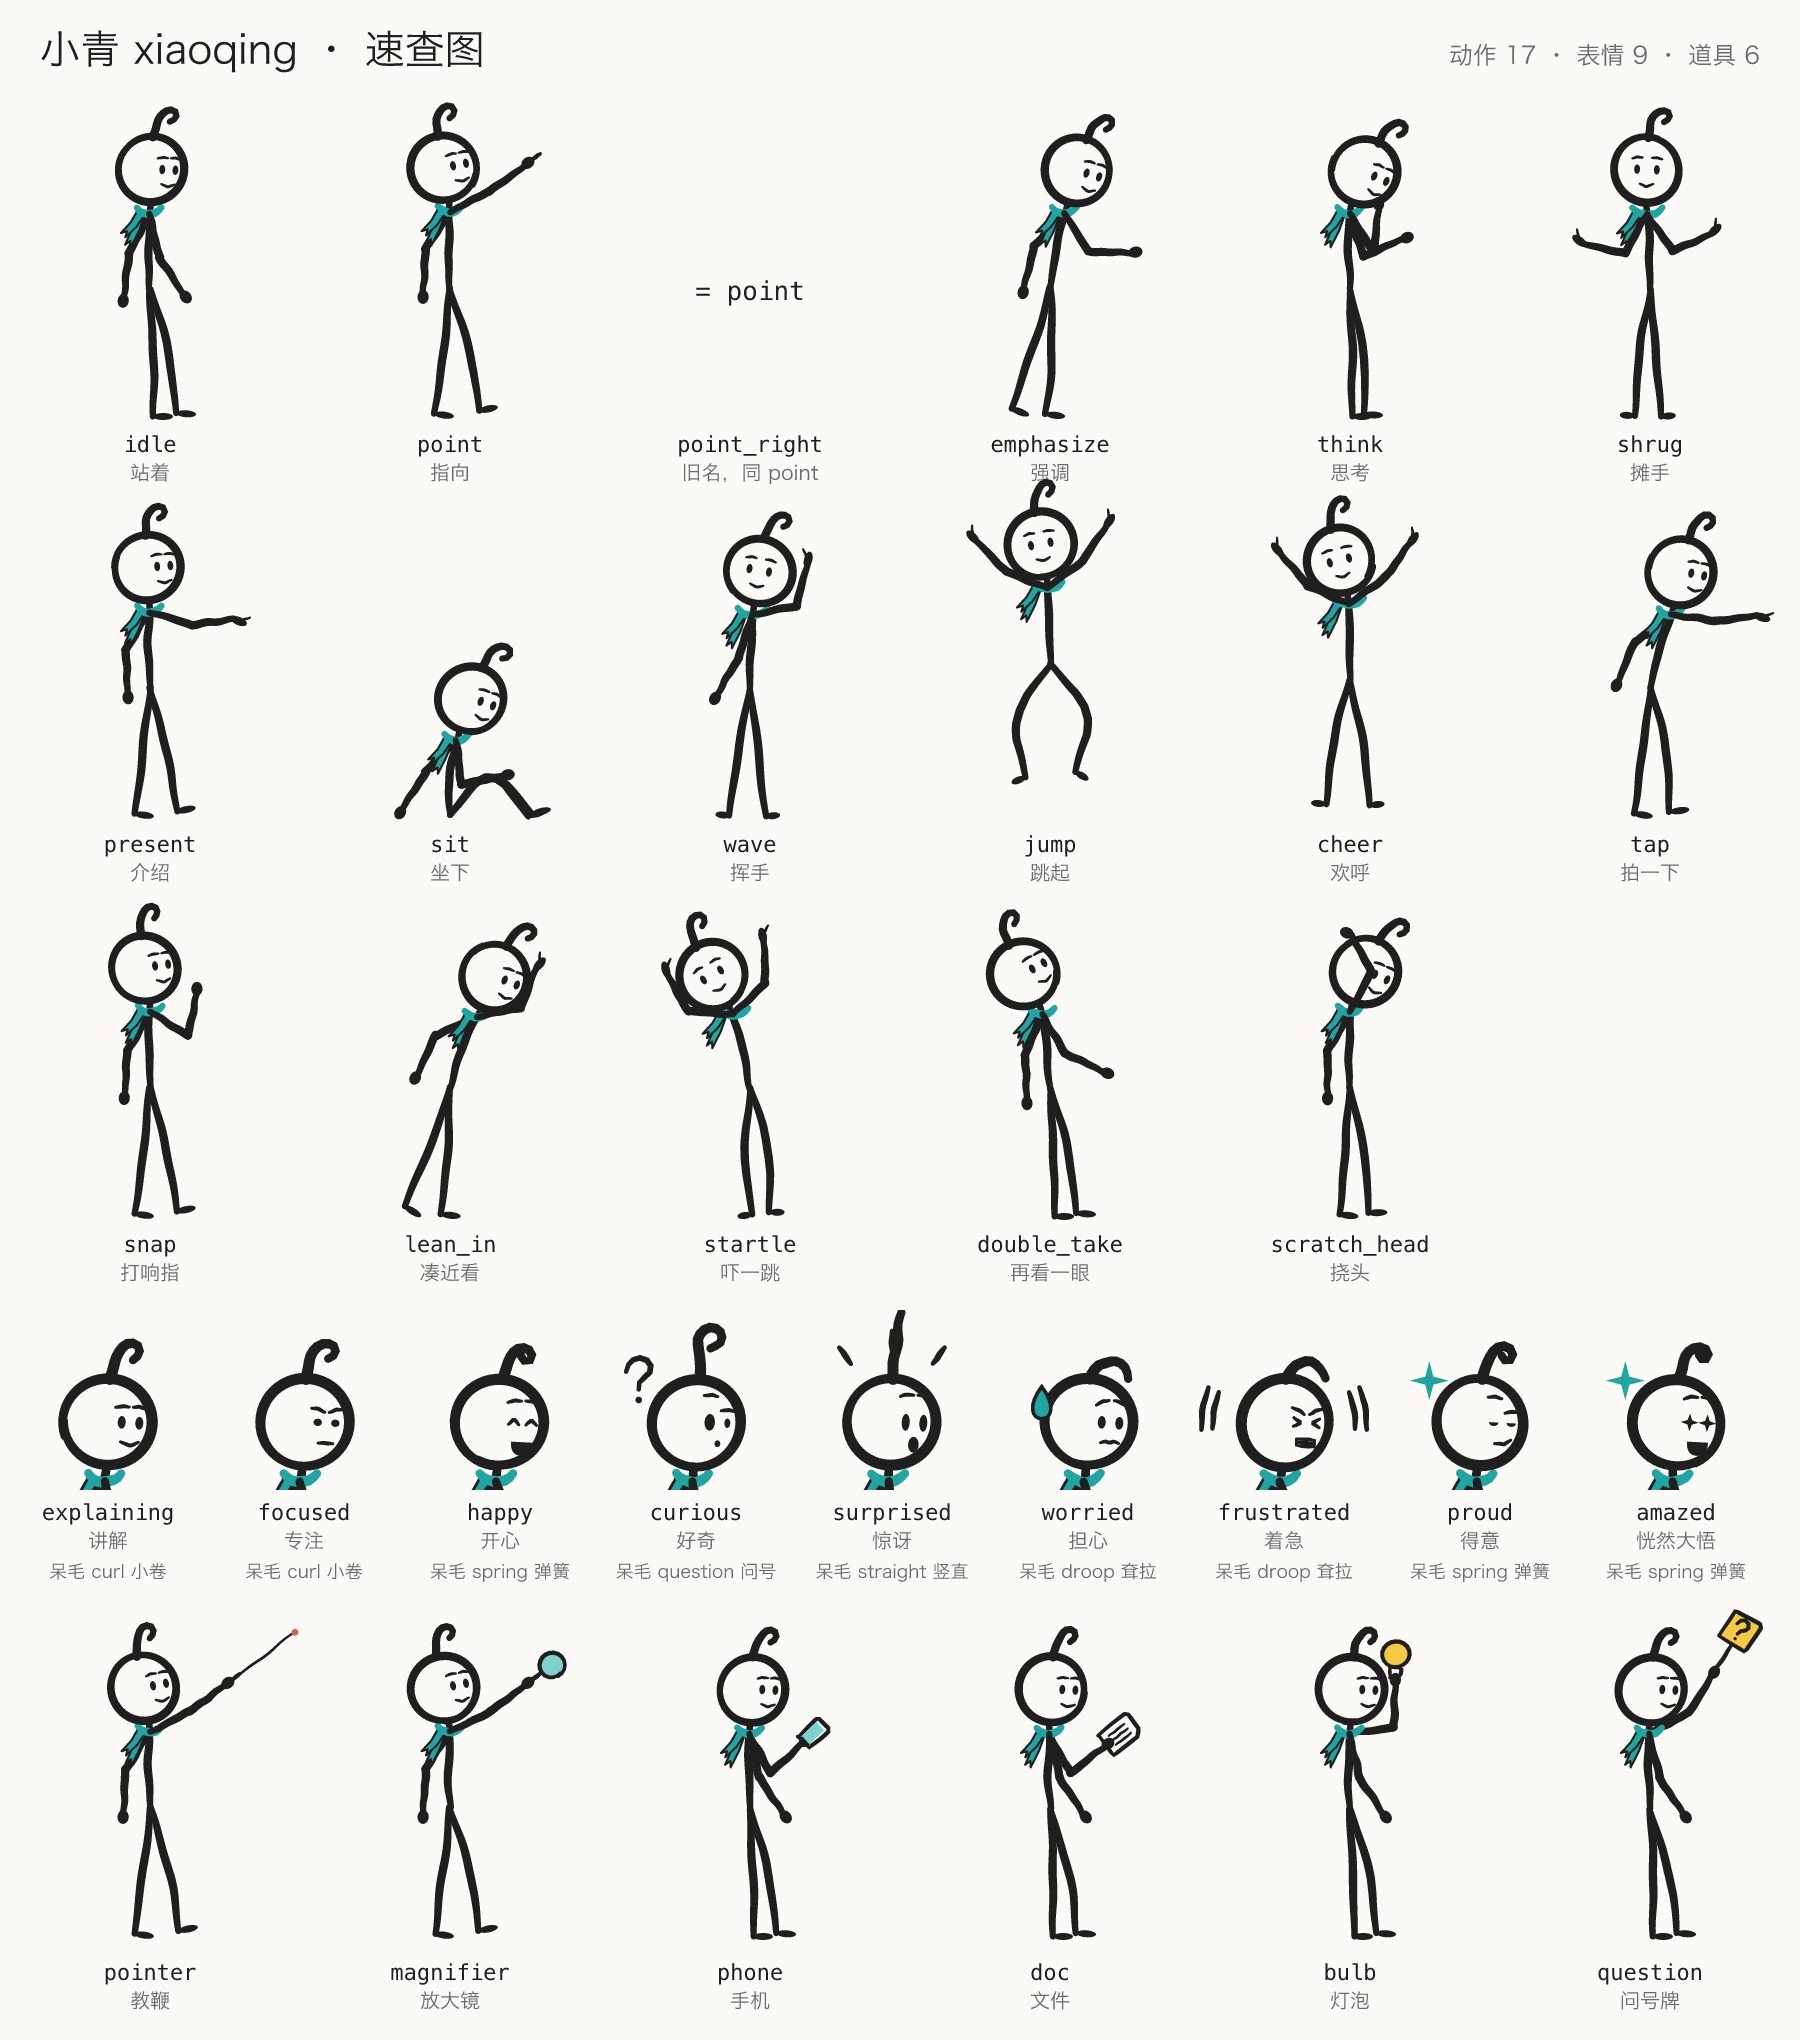 小青 xiaoqing · 速查图
动作 17 · 表情 9 · 道具 6
= point
idle point point_right emphasize think shrug
站着 指向 旧名，同 point 强调 思考 摊手
present sit wave jump cheer tap
介绍 坐下 挥手 跳起 欢呼 拍一下
snap lean_in startle double_take scratch_head
打响指 凑近看 吓一跳 再看一眼 挠头
?
explaining focused happy curious surprised worried frustrated proud amazed
讲解 专注 开心 好奇 惊讶 担心 着急 得意 恍然大悟
呆毛 curl 小卷 呆毛 curl 小卷 呆毛 spring 弹簧 呆毛 question 问号 呆毛 straight 竖直 呆毛 droop 耷拉 呆毛 droop 耷拉 呆毛 spring 弹簧 呆毛 spring 弹簧
?
pointer magnifier phone doc bulb question
教鞭 放大镜 手机 文件 灯泡 问号牌